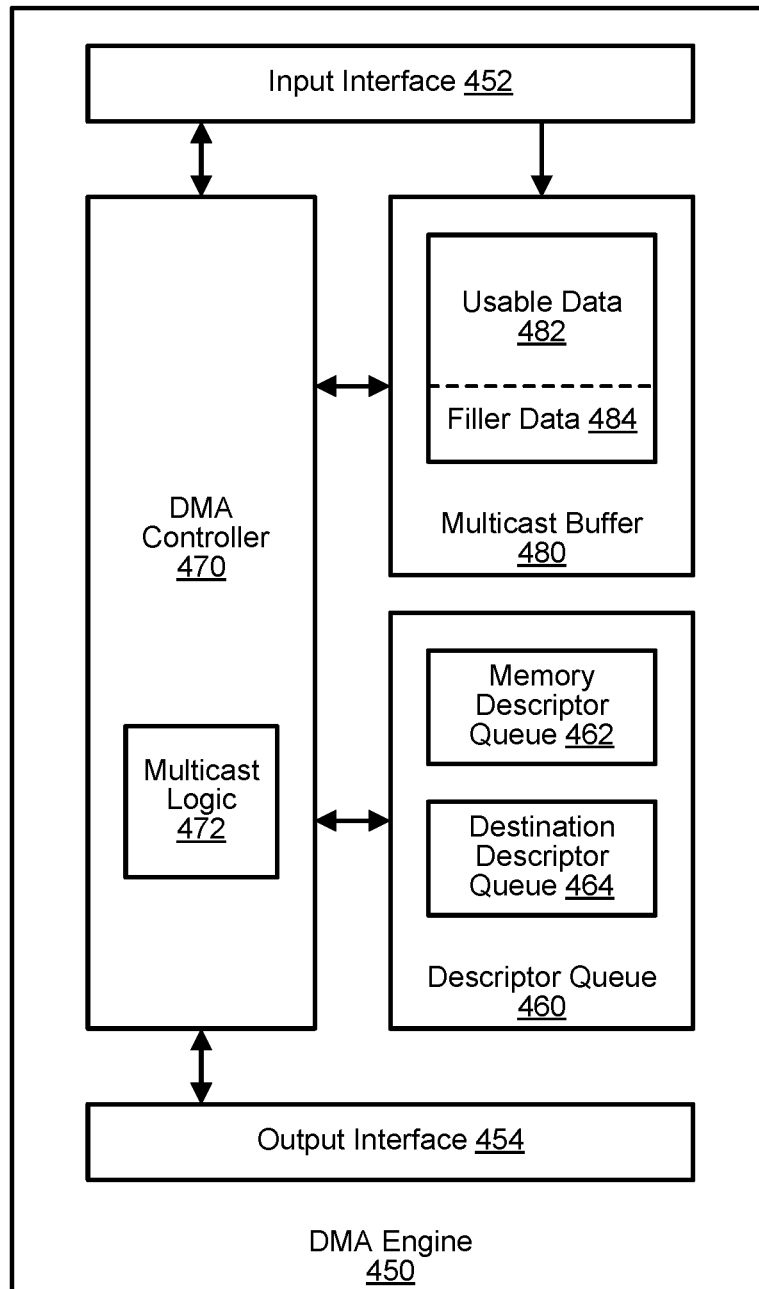 Input Interface 452
Usable Data
482
Filler Data 484
Multicast Buffer
480
DMA
Controller
470
Memory
Descriptor
Queue 462
Multicast
Logic
472
Destination
Descriptor
Queue 464
Descriptor Queue
460
Output Interface 454
DMA Engine
450